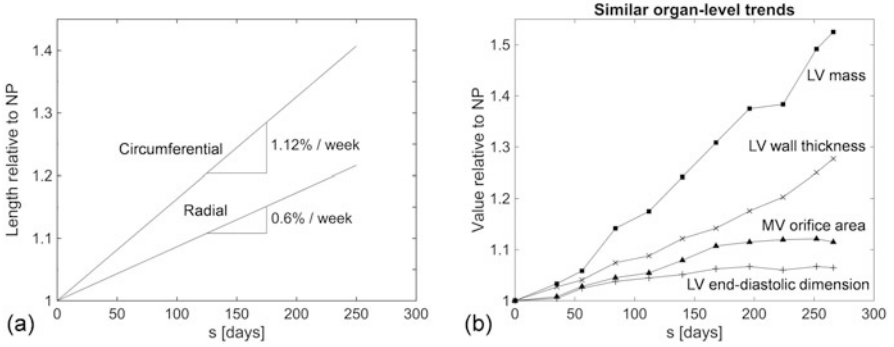 Length relative to NP
1.4
1.3
1.2
1.1
1
Circumferential
1.12% / week
Radial
0.6% / week
0 50 100 150 200 250 300
s [days]
(a)
Similar organ-level trends
Value relative to NP
1.5
1.4
1.3
1.2
1.1
1
LV mass
LV wall thickness
MV orifice area
LV end-diastolic dimension
0 50 100 150 200 250 300
s [days]
(b)